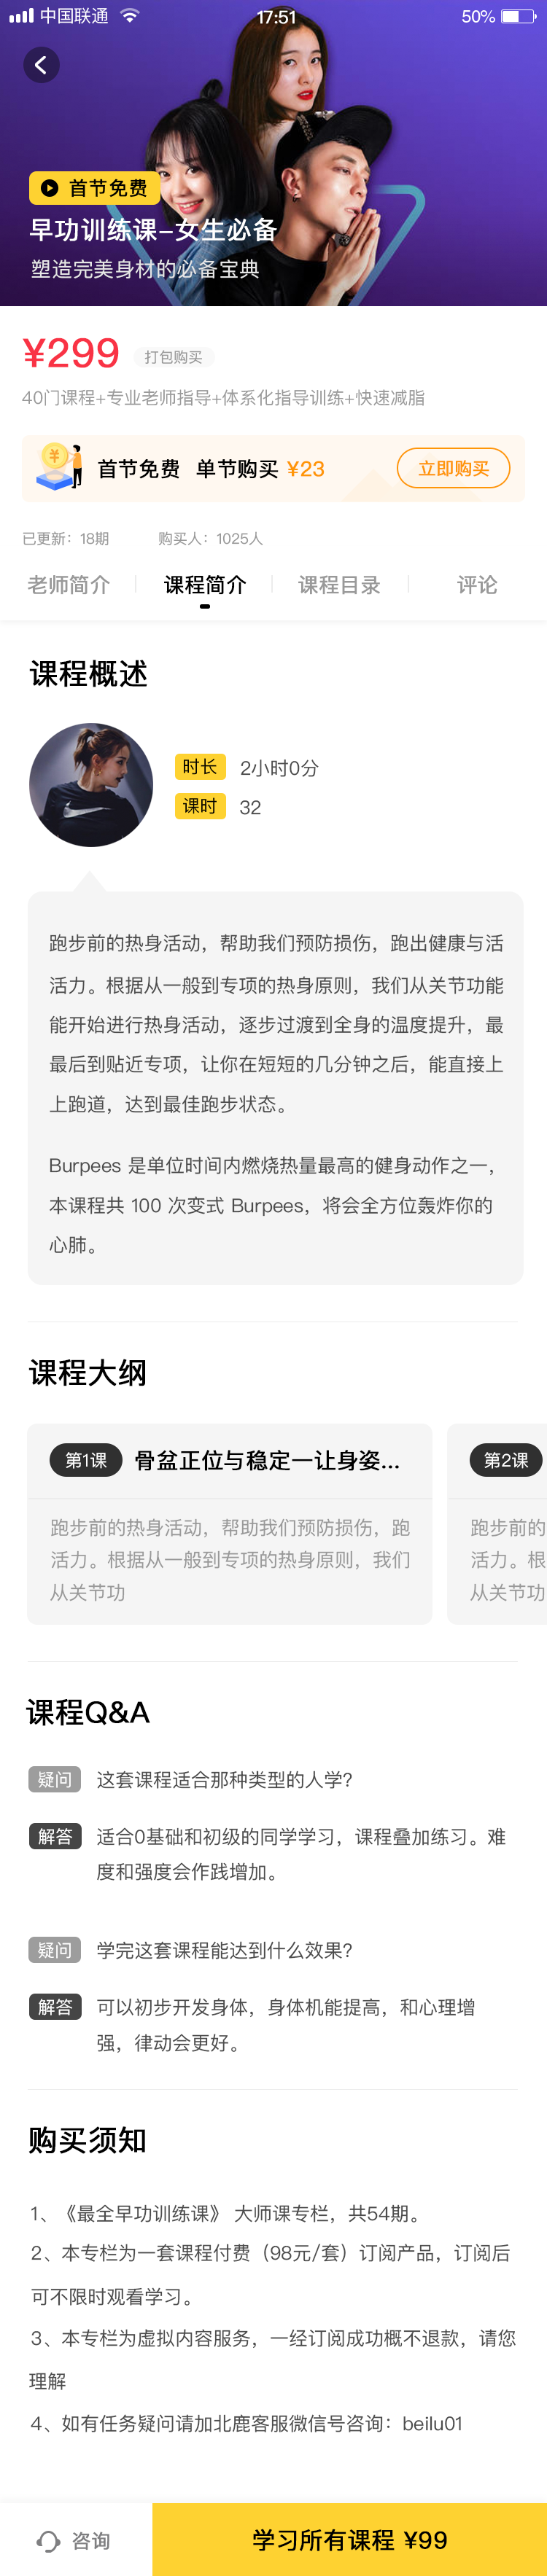 中国联通
17:51
50%
首节免费
早功训练课-女生必备
塑造完美身材的必备宝典
¥299 打包购买
40门课程+专业老师指导+体系化指导训练+快速减脂
首节免费 单节购买 ¥23 立即购买
已更新：18期 购买人：1025人
老师简介 课程简介 课程目录 评论
课程概述
时长 2小时0分
课时 32
跑步前的热身活动，帮助我们预防损伤，跑出健康与活
活力。根据从一般到专项的热身原则，我们从关节功能
能开始进行热身活动，逐步过渡到全身的温度提升，最
最后到贴近专项，让你在短短的几分钟之后，能直接上
上跑道，达到最佳跑步状态。
Burpees 是单位时间内燃烧热量最高的健身动作之一，
本课程共 100 次变式 Burpees，将会全方位轰炸你的
心肺。
课程大纲
第1课 骨盆正位与稳定一让身姿...
跑步前的热身活动，帮助我们预防损伤，跑
活力。根据从一般到专项的热身原则，我们
从关节功
第2课
跑步前的
活力。根
从关节功
课程Q&A
疑问 这套课程适合那种类型的人学?
解答 适合0基础和初级的同学学习，课程叠加练习。难
度和强度会作践增加。
疑问 学完这套课程能达到什么效果?
解答 可以初步开发身体，身体机能提高，和心理增
强，律动会更好。
购买须知
1、《最全早功训练课》 大师课专栏，共54期。
2、本专栏为一套课程付费（98元/套）订阅产品，订阅后
可不限时观看学习。
3、本专栏为虚拟内容服务，一经订阅成功概不退款，请您
理解
4、如有任务疑问请加北鹿客服微信号咨询：beilu01
咨询 学习所有课程 ¥99